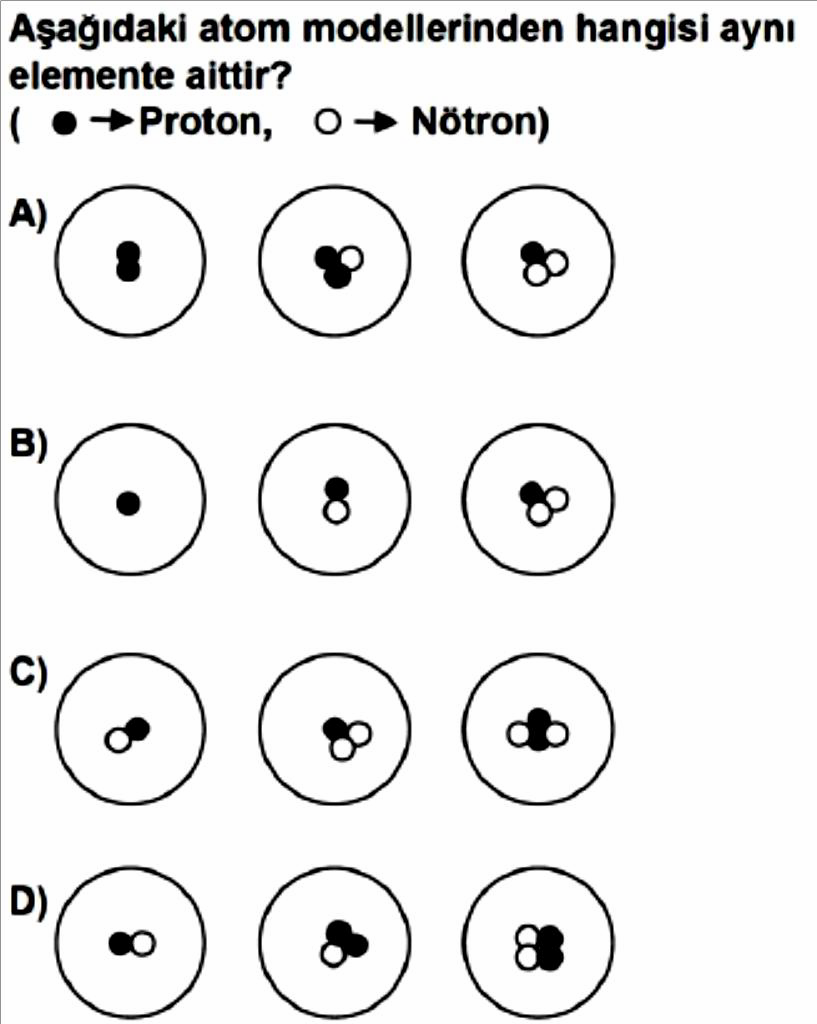 Aşağıdaki atom modellerinden hangisi aynı
elemente aittir?
( ● → Proton, ○ → Nötron)
A)
B)
C)
D)